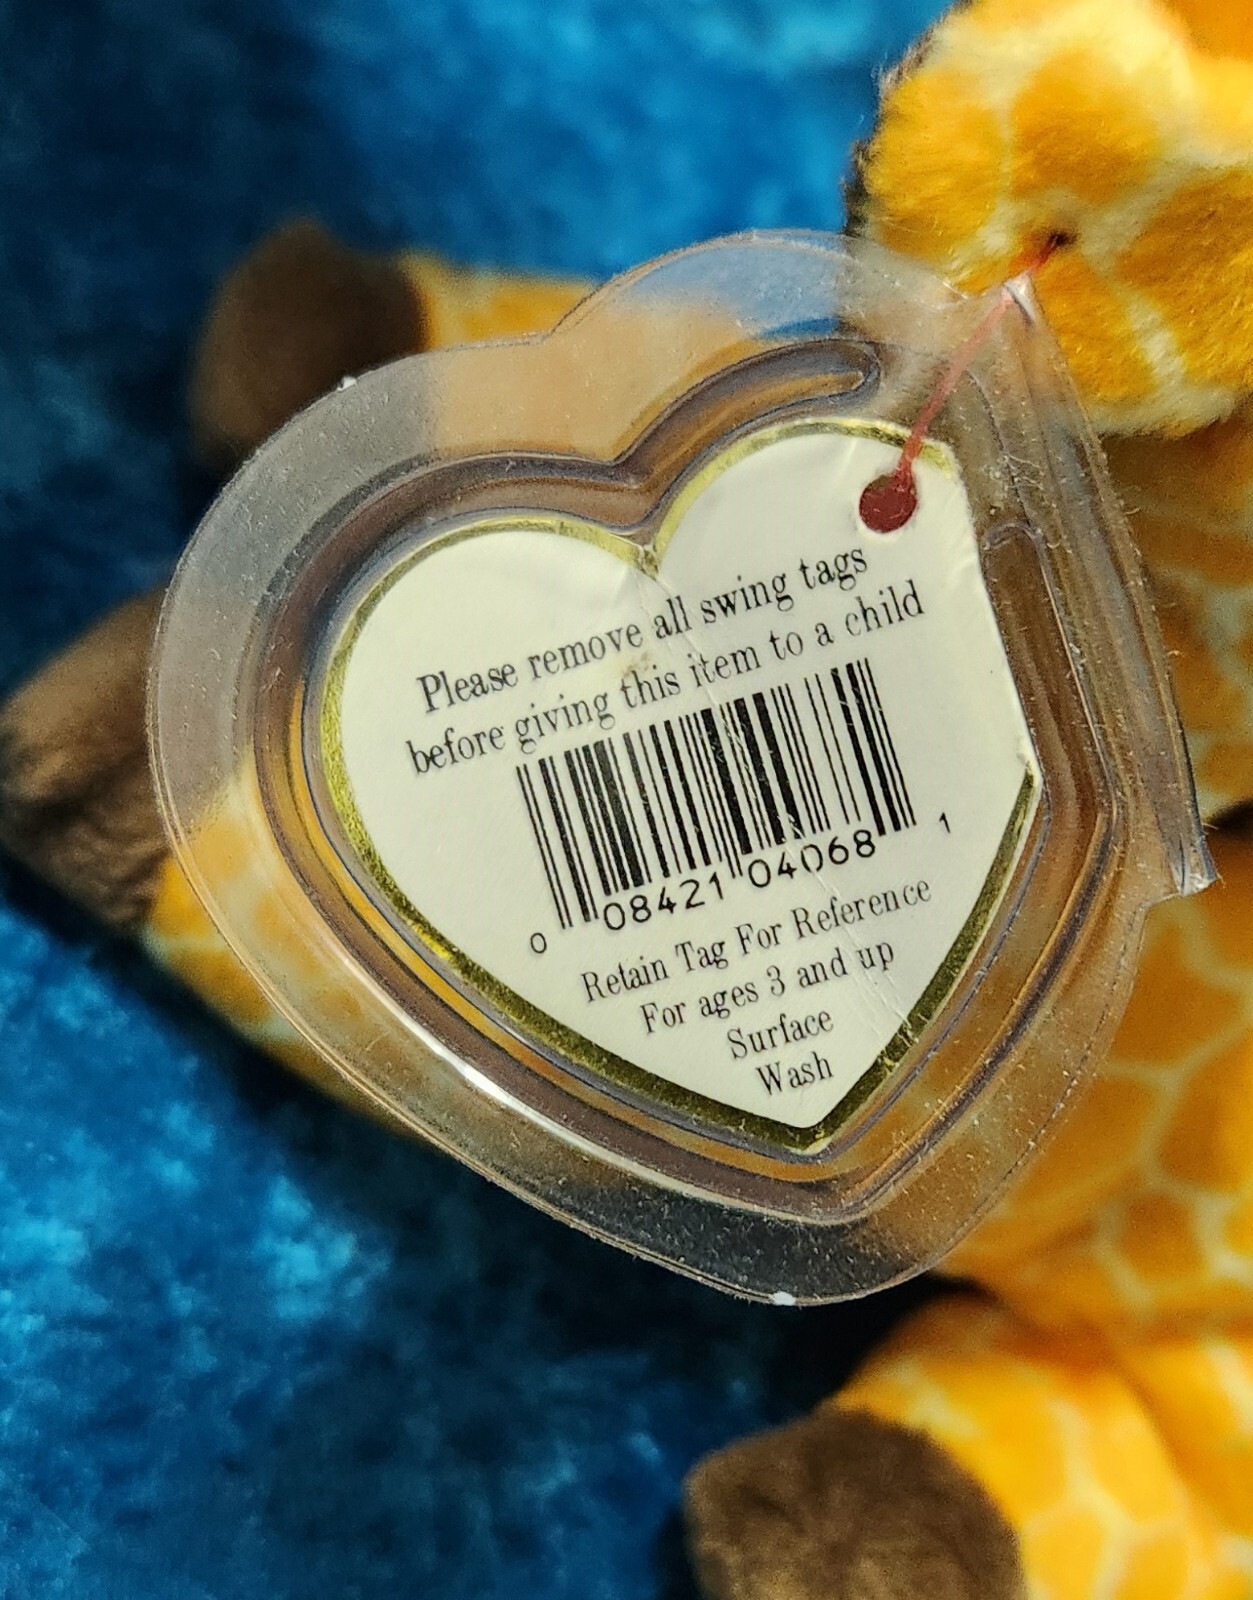 Please remove all swing tags
before giving this item to a child
0 08421 04068 1
Retain Tag For Reference
For ages 3 and up
Surface
Wash